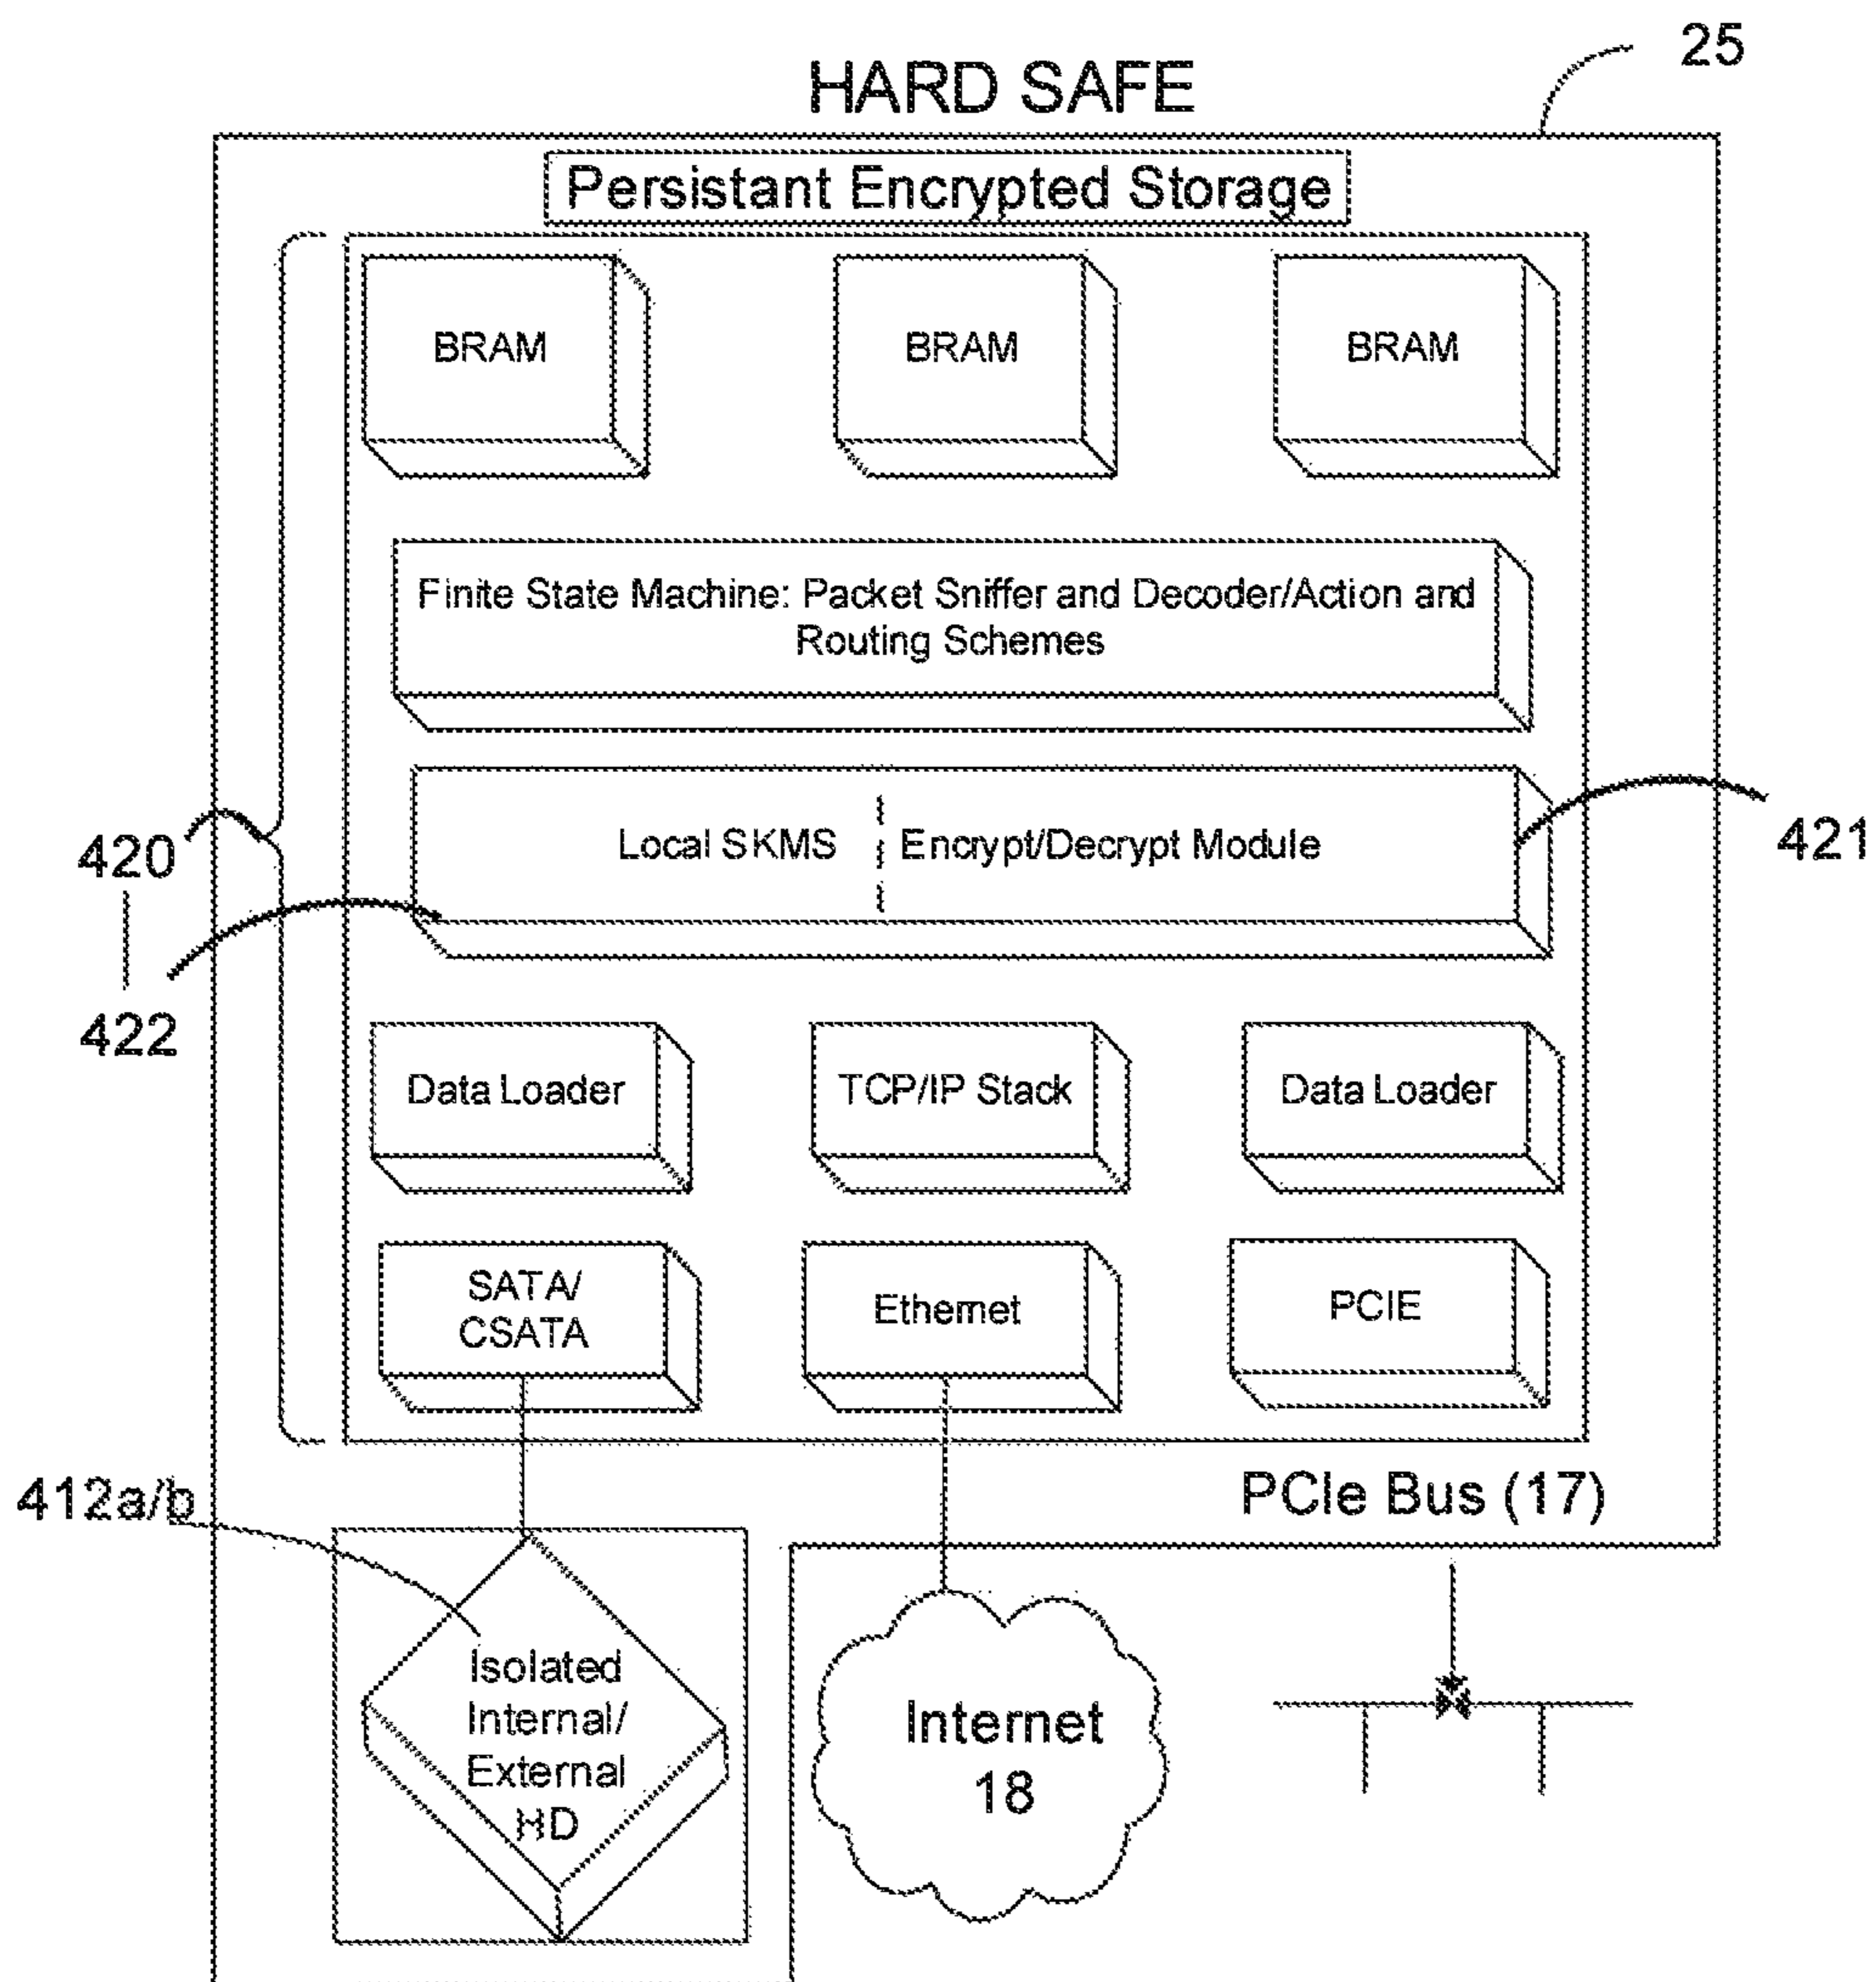 25
HARD SAFE
Persistant Encrypted Storage
BRAM
BRAM
BRAM
Finite State Machine: Packet Sniffer and Decoder/Action and
Routing Schemes
420
Local SKMS
Encrypt/Decrypt Module
421
422
Data Loader
TCP/IP Stack
Data Loader
SATA/
CSATA
Ethernet
PCIE
412a/b
PCIe Bus (17)
Isolated
Internal/
External
HD
Internet
18